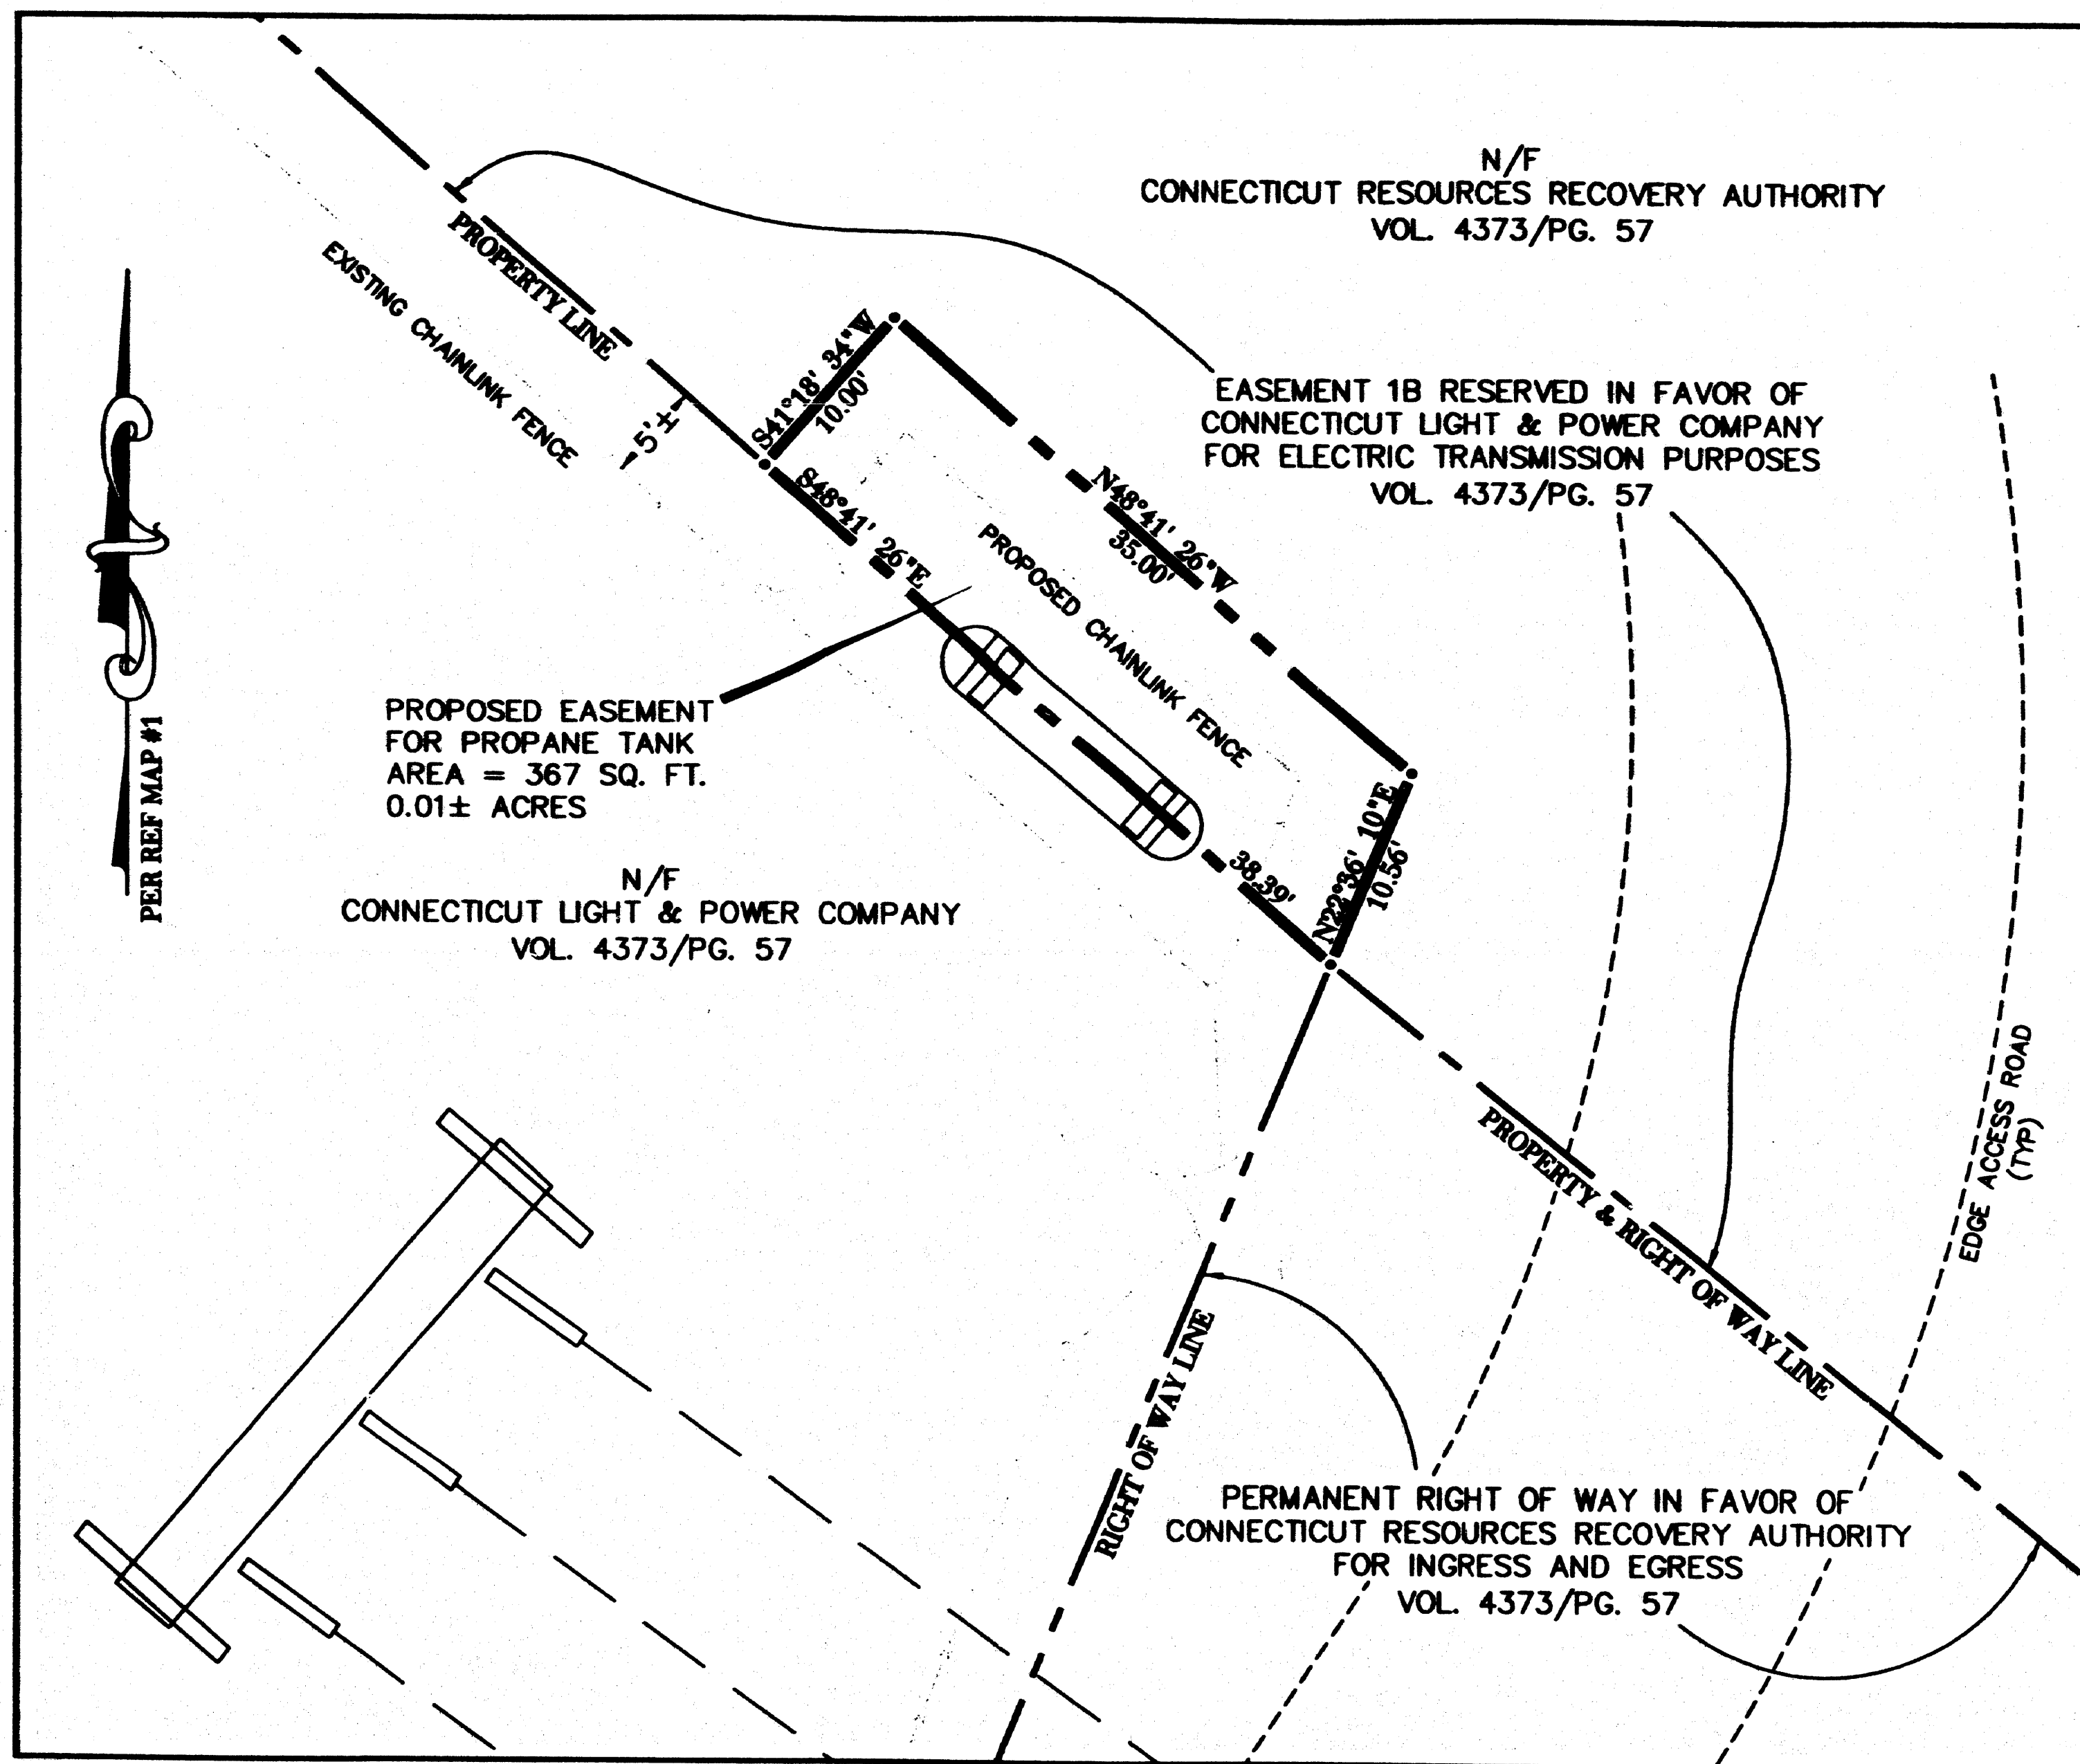 N/F
CONNECTICUT RESOURCES RECOVERY AUTHORITY
VOL. 4373/PG. 57
PROPERTY LINE
EXISTING CHAINLINK FENCE
5'±
S41°18' 34"W
10.00'
EASEMENT 1B RESERVED IN FAVOR OF
CONNECTICUT LIGHT & POWER COMPANY
FOR ELECTRIC TRANSMISSION PURPOSES
VOL. 4373/PG. 57
N48°41' 26"W
35.00'
S48°41' 26"E
38.39'
PROPOSED CHAINLINK FENCE
N22°36' 10"E
10.56'
PER REF MAP #1
PROPOSED EASEMENT
FOR PROPANE TANK
AREA = 367 SQ. FT.
0.01± ACRES
N/F
CONNECTICUT LIGHT & POWER COMPANY
VOL. 4373/PG. 57
EDGE ACCESS ROAD
(TYP)
PROPERTY & RIGHT OF WAY LINE
RIGHT OF WAY LINE
PERMANENT RIGHT OF WAY IN FAVOR OF
CONNECTICUT RESOURCES RECOVERY AUTHORITY
FOR INGRESS AND EGRESS
VOL. 4373/PG. 57